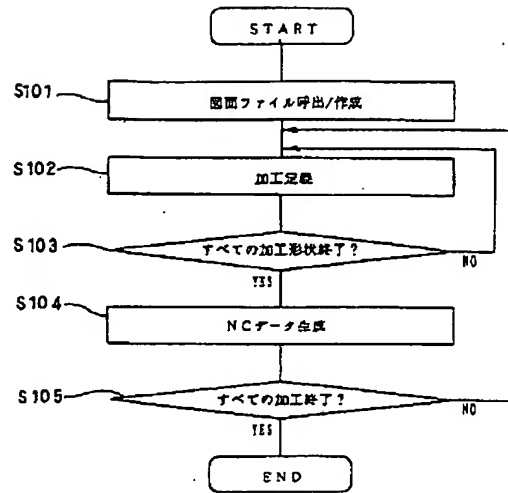 START
S101
図面ファイル呼出/作成
S102
加工定義
S103
すべての加工形状終了?
NO
YES
S104
NCデータ生成
S105
すべての加工終了?
NO
YES
END